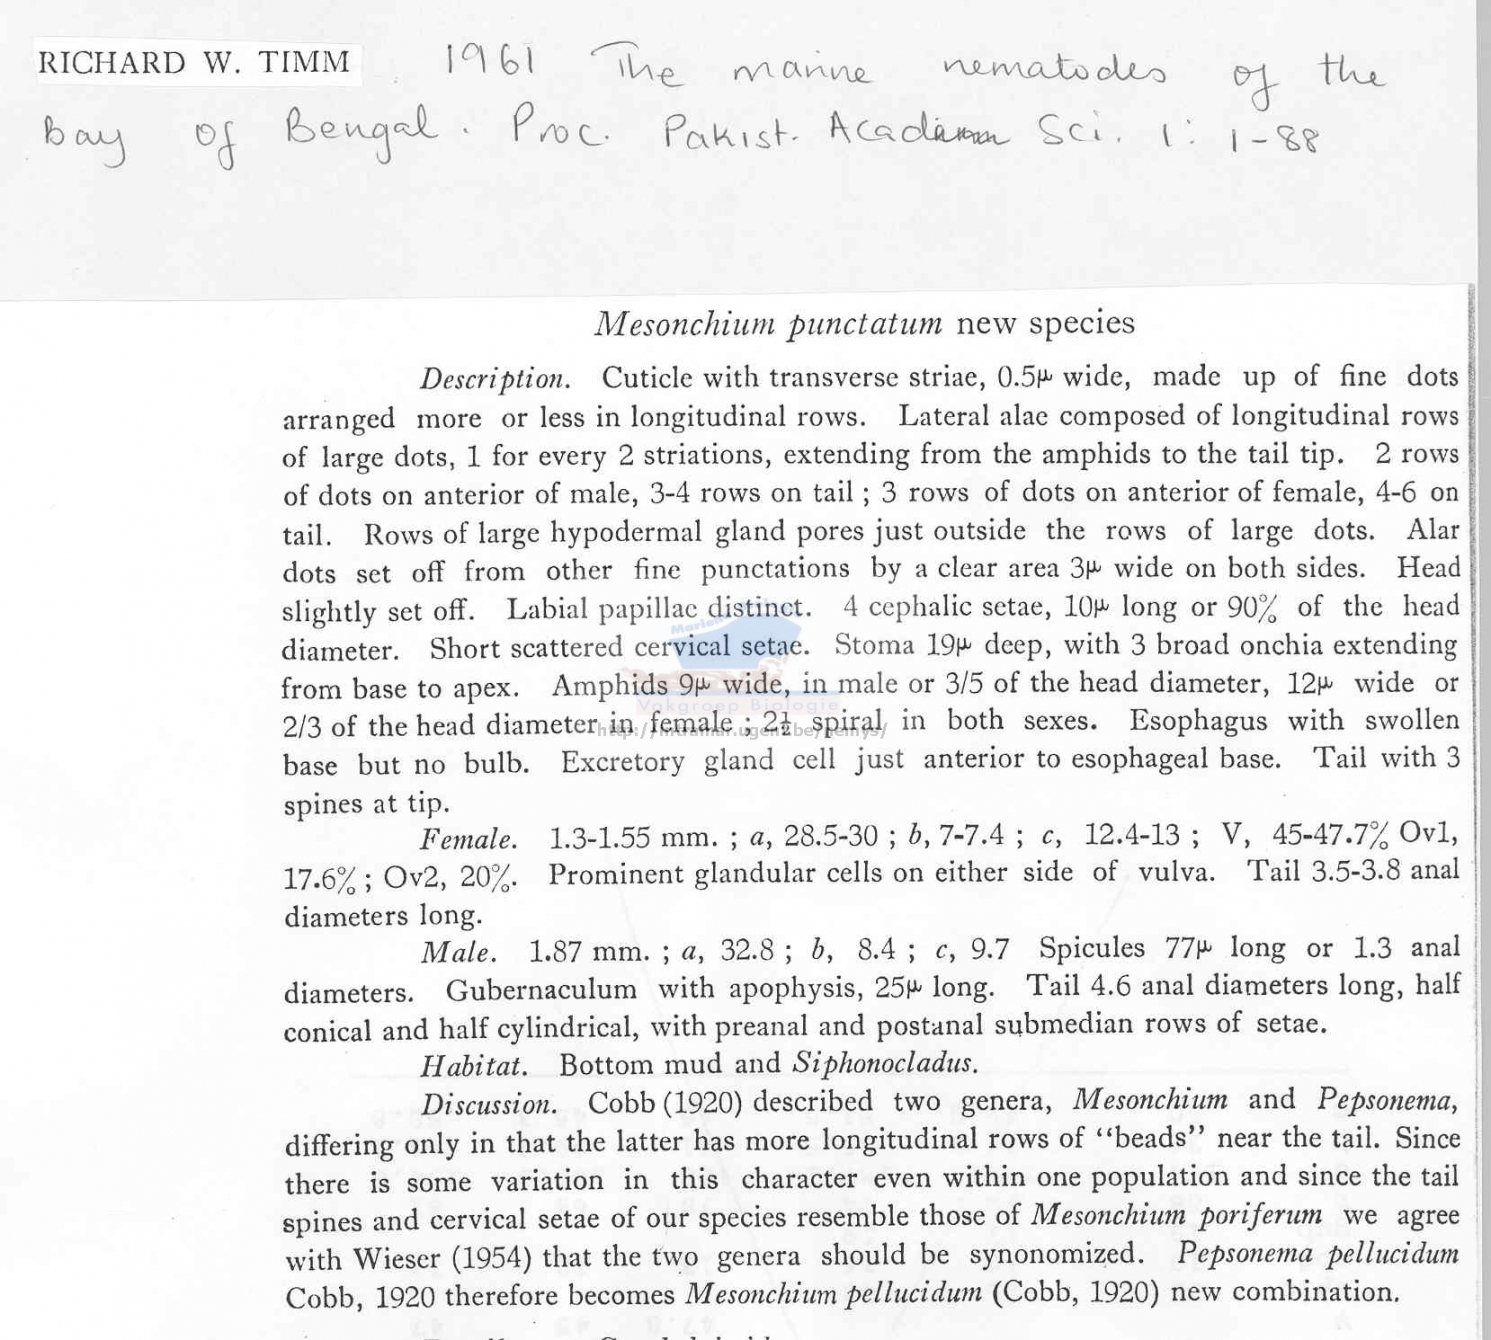 RICHARD W. TIMM 1961 The marine nematodes of the
Bay of Bengal. Proc. Pakist. Acad Sci. 1: 1-88
Mesonchium punctatum new species
Description. Cuticle with transverse striae, 0.5μ wide, made up of fine dots
arranged more or less in longitudinal rows. Lateral alae composed of longitudinal rows
of large dots, 1 for every 2 striations, extending from the amphids to the tail tip. 2 rows
of dots on anterior of male, 3-4 rows on tail ; 3 rows of dots on anterior of female, 4-6 on
tail. Rows of large hypodermal gland pores just outside the rows of large dots. Alar
dots set off from other fine punctations by a clear area 3μ wide on both sides. Head
slightly set off. Labial papillae distinct. 4 cephalic setae, 10μ long or 90% of the head
diameter. Short scattered cervical setae. Stoma 19μ deep, with 3 broad onchia extending
from base to apex. Amphids 9μ wide, in male or 3/5 of the head diameter, 12μ wide or
Vakgroep Biologie
2/3 of the head diameter in female ; 2½ spiral in both sexes. Esophagus with swollen
base but no bulb. Excretory gland cell just anterior to esophageal base. Tail with 3
spines at tip.
Female. 1.3-1.55 mm. ; a, 28.5-30 ; b, 7-7.4 ; c, 12.4-13 ; V, 45-47.7% Ov1,
17.6% ; Ov2, 20%. Prominent glandular cells on either side of vulva. Tail 3.5-3.8 anal
diameters long.
Male. 1.87 mm. ; a, 32.8 ; b, 8.4 ; c, 9.7 Spicules 77μ long or 1.3 anal
diameters. Gubernaculum with apophysis, 25μ long. Tail 4.6 anal diameters long, half
conical and half cylindrical, with preanal and postanal submedian rows of setae.
Habitat. Bottom mud and Siphonocladus.
Discussion. Cobb (1920) described two genera, Mesonchium and Pepsonema,
differing only in that the latter has more longitudinal rows of "beads" near the tail. Since
there is some variation in this character even within one population and since the tail
spines and cervical setae of our species resemble those of Mesonchium poriferum we agree
with Wieser (1954) that the two genera should be synonomized. Pepsonema pellucidum
Cobb, 1920 therefore becomes Mesonchium pellucidum (Cobb, 1920) new combination.